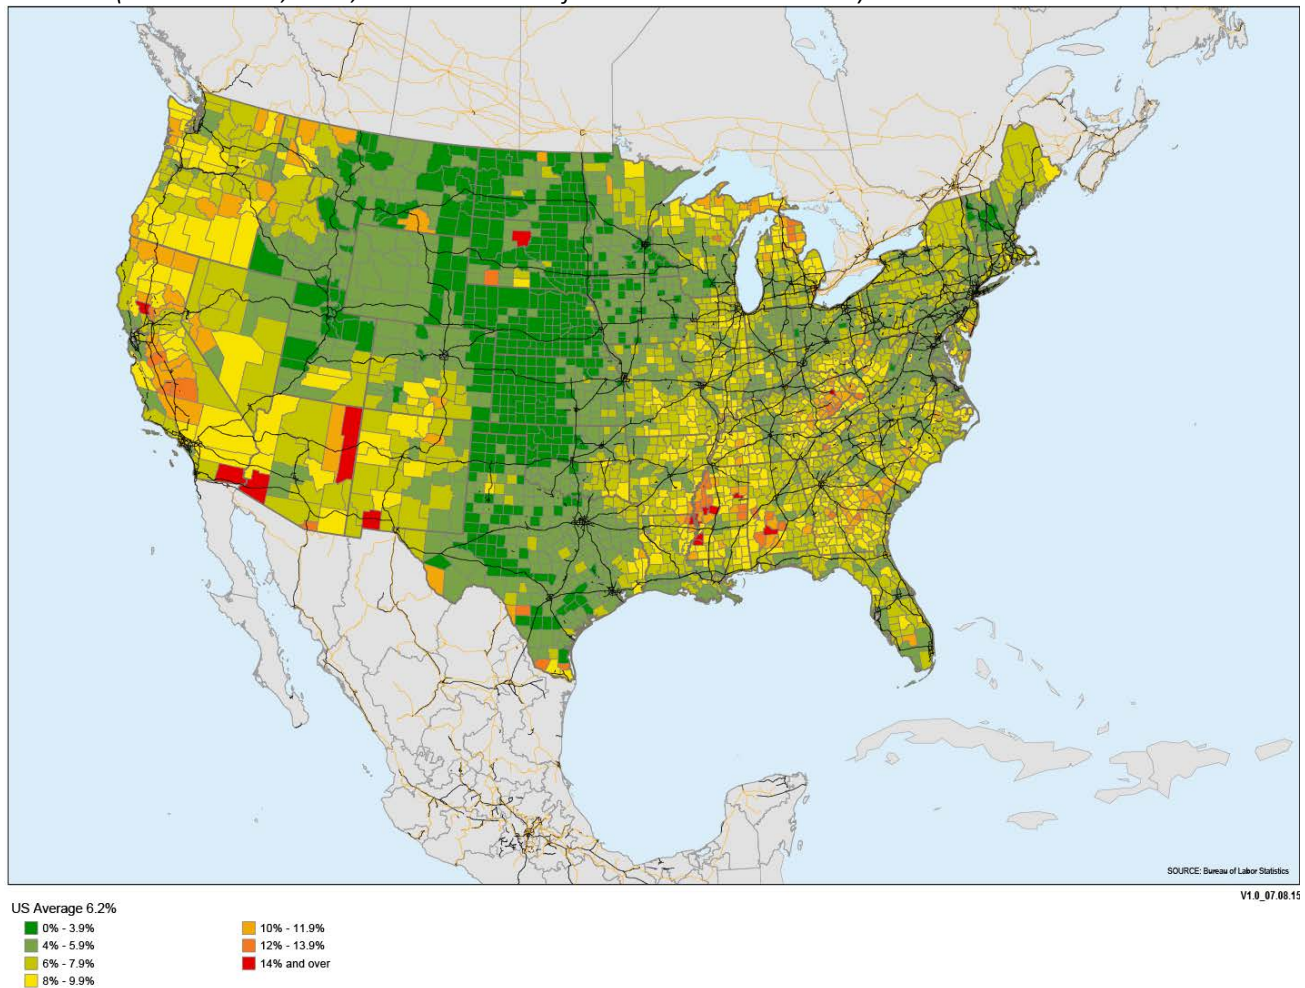 SOURCE: Bureau of Labor Statistics
V1.0_07.08.15
US Average 6.2%
0% - 3.9%
4% - 5.9%
6% - 7.9%
8% - 9.9%
10% - 11.9%
12% - 13.9%
14% and over